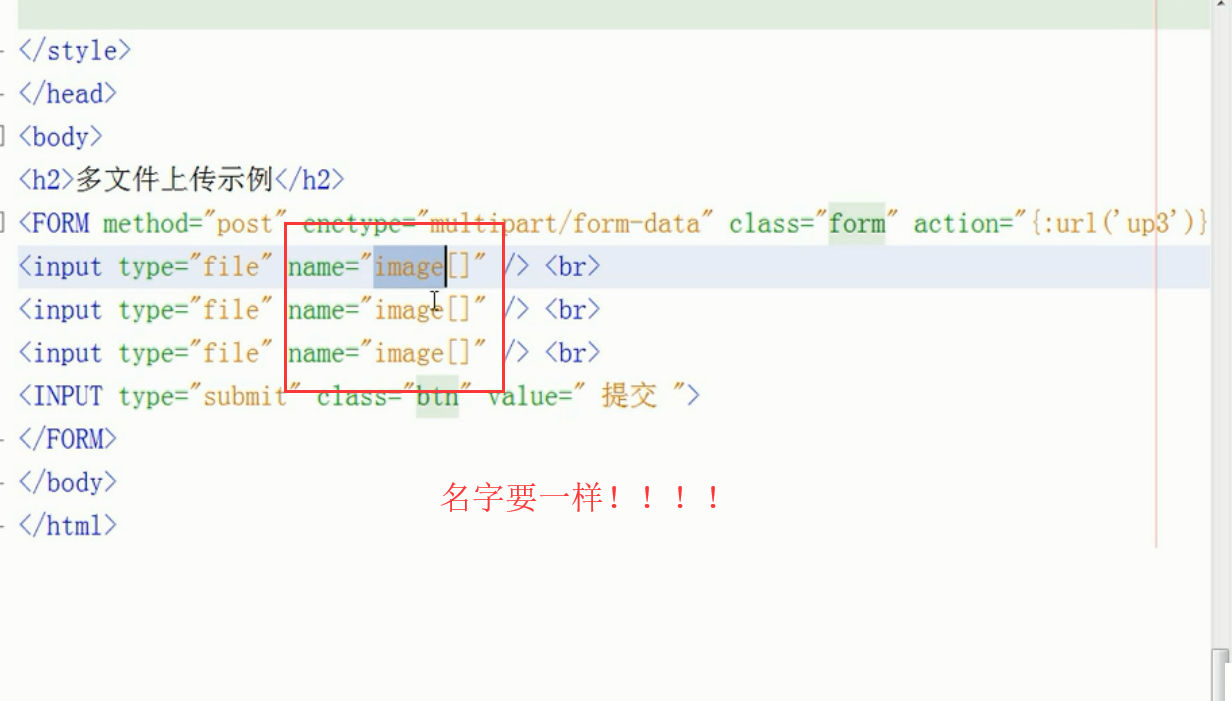 </style>
</head>
<body>
<h2>多文件上传示例</h2>
<FORM method="post" enctype="multipart/form-data" class="form" action="{:url('up3')}
<input type="file" name="image[]" /> <br>
<input type="file" name="image[]" /> <br>
<input type="file" name="image[]" /> <br>
<INPUT type="submit" class="btn" value=" 提交 ">
</FORM>
</body>
名字要一样！！！！
</html>